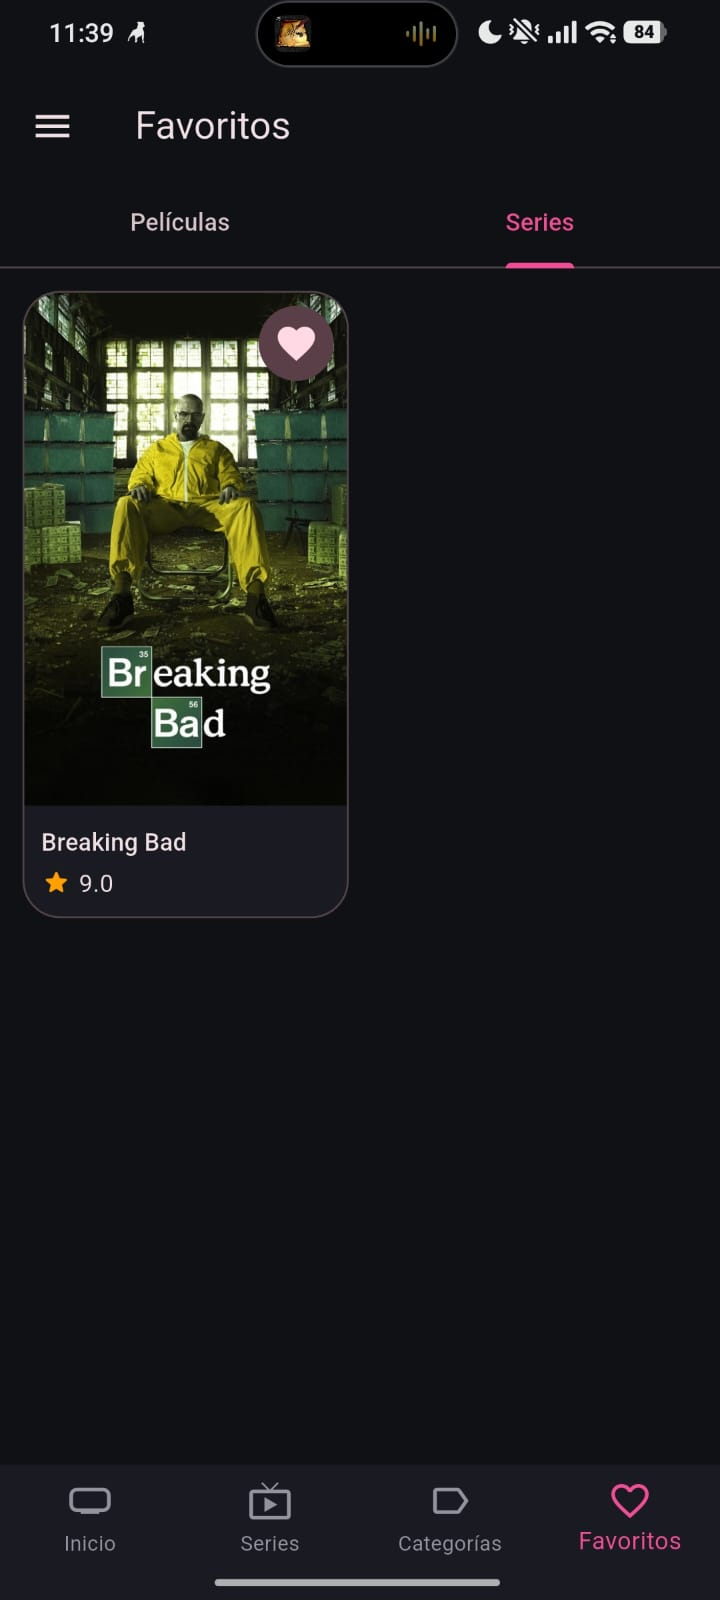 11:39
84
Favoritos
Películas
Series
35
Breaking
56
Bad
Breaking Bad
9.0
Inicio
Series
Categorías
Favoritos